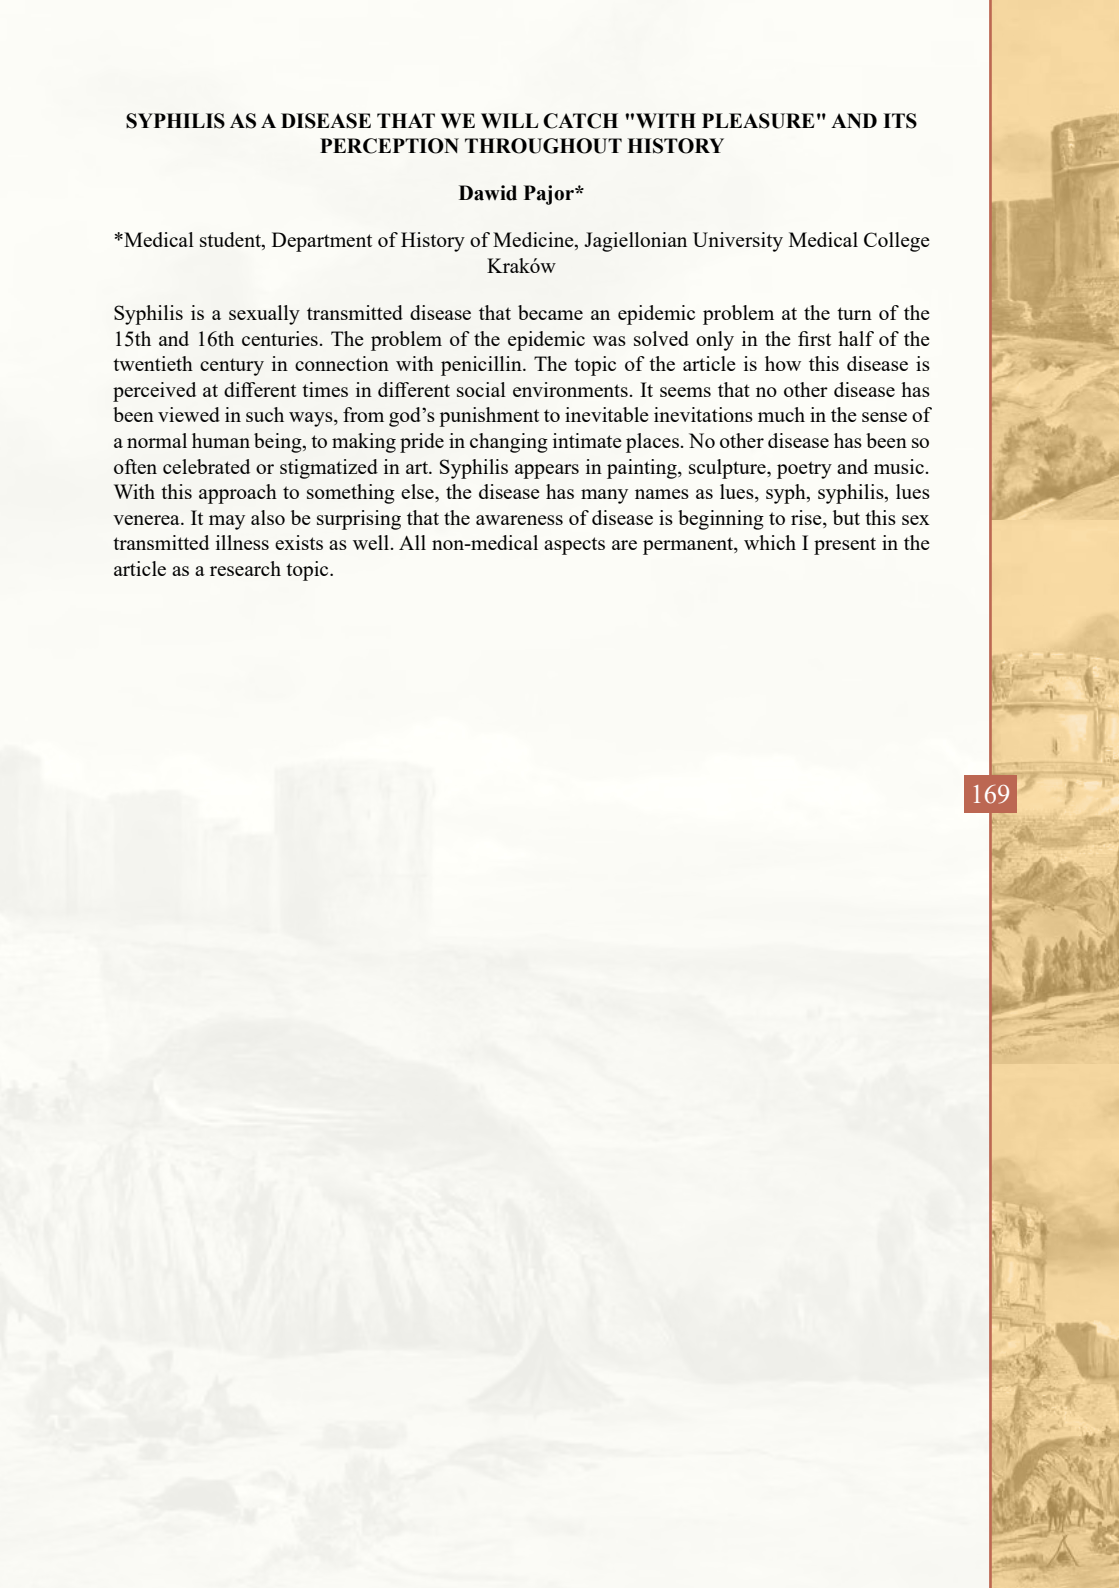 SYPHILIS AS A DISEASE THAT WE WILL CATCH "WITH PLEASURE" AND ITS
PERCEPTION THROUGHOUT HISTORY
Dawid Pajor*
*Medical student, Department of History of Medicine, Jagiellonian University Medical College
Kraków
Syphilis is a sexually transmitted disease that became an epidemic problem at the turn of the
15th and 16th centuries. The problem of the epidemic was solved only in the first half of the
twentieth century in connection with penicillin. The topic of the article is how this disease is
perceived at different times in different social environments. It seems that no other disease has
been viewed in such ways, from god’s punishment to inevitable inevitations much in the sense of
a normal human being, to making pride in changing intimate places. No other disease has been so
often celebrated or stigmatized in art. Syphilis appears in painting, sculpture, poetry and music.
With this approach to something else, the disease has many names as lues, syph, syphilis, lues
venerea. It may also be surprising that the awareness of disease is beginning to rise, but this sex
transmitted illness exists as well. All non-medical aspects are permanent, which I present in the
article as a research topic.
169